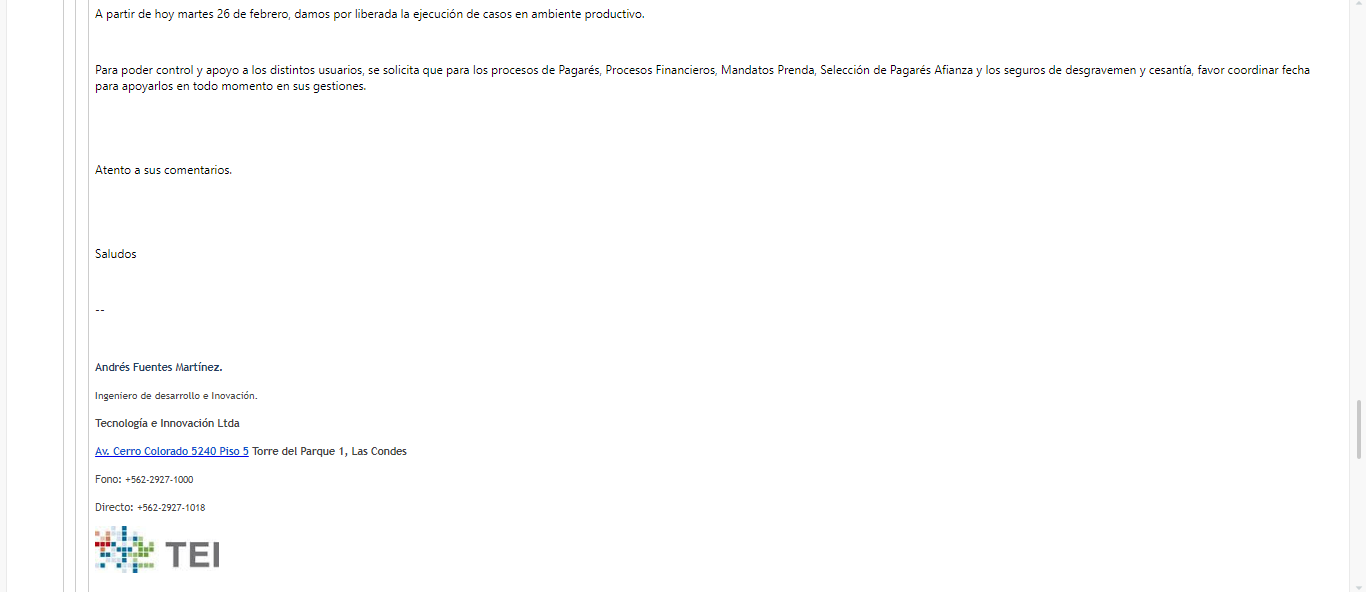 A partir de hoy martes 26 de febrero, damos por liberada la ejecución de casos en ambiente productivo.
Para poder control y apoyo a los distintos usuarios, se solicita que para los procesos de Pagarés, Procesos Financieros, Mandatos Prenda, Selección de Pagarés Afianza y los seguros de desgravemen y cesantía, favor coordinar fecha
para apoyarlos en todo momento en sus gestiones.
Atento a sus comentarios.
Saludos
--
Andrés Fuentes Martínez.
Ingeniero de desarrollo e Inovación.
Tecnología e Innovación Ltda
Av. Cerro Colorado 5240 Piso 5 Torre del Parque 1, Las Condes
Fono: +562-2927-1000
Directo: +562-2927-1018
TEI